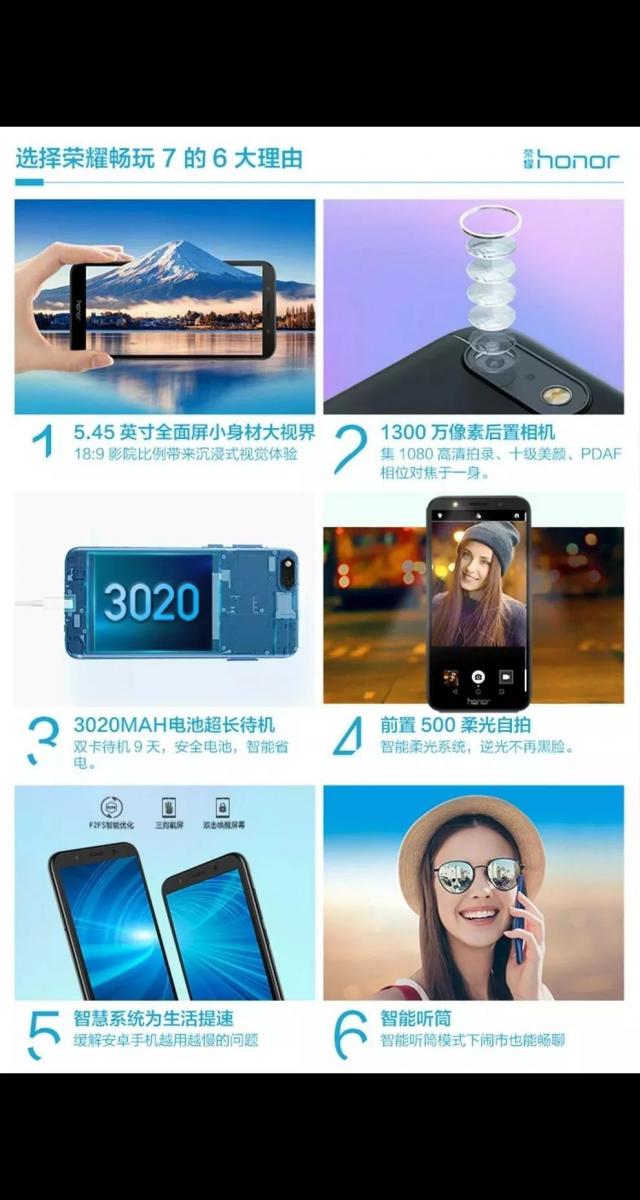 选择荣耀畅玩 7 的 6 大理由
荣耀 honor
honor
1
5.45 英寸全面屏小身材大视界
18:9 影院比例带来沉浸式视觉体验
2
1300 万像素后置相机
集 1080 高清拍录、十级美颜、PDAF
相位对焦于一身。
3020
3
3020MAH电池超长待机
双卡待机 9 天，安全电池，智能省
电。
honor
4
前置 500 柔光自拍
智能柔光系统，逆光不再黑脸。
F2FS智能优化
三指截屏
双击唤醒屏幕
5
智慧系统为生活提速
缓解安卓手机越用越慢的问题
6
智能听筒
智能听筒模式下闹市也能畅聊